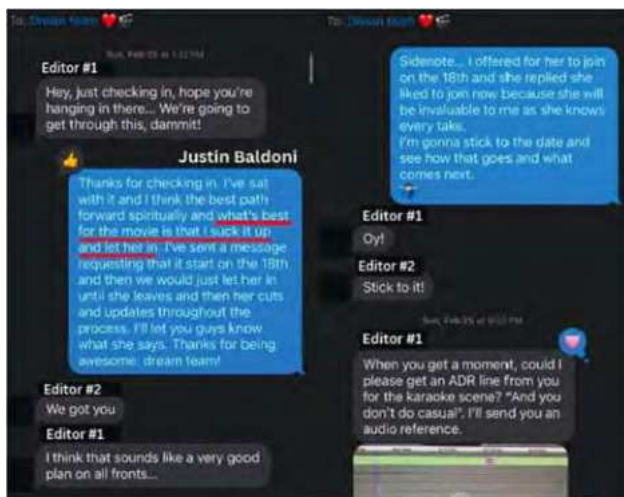 To: Dream team ❤️
Sun, Feb 25 at
Editor #1
Hey, just checking in, hope you're
hanging in there... We're going to
get through this, dammit!
Justin Baldoni
Thanks for checking in. I've sat
with it and I think the best path
forward spiritually and what's best
for the movie is that I suck it up
and let her in. I've sent a message
requesting that it start on the 18th
and then we would just let her in
until she leaves and then her cuts
and updates throughout the
process. I'll let you guys know
what she says. Thanks for being
awesome, dream team!
Editor #2
We got you
Editor #1
I think that sounds like a very good
plan on all fronts...
To: Dream team ❤️
Sidenote... I offered for her to join
on the 18th and she replied she
liked to join now because she will
be invaluable to me as she knows
every take.
I'm gonna stick to the date and
see how that goes and what
comes next.
Editor #1
Oy!
Editor #2
Stick to it!
Sun, Feb 25 at
Editor #1
When you get a moment, could I
please get an ADR line from you
for the karaoke scene? "And you
don't do casual". I'll send you an
audio reference.